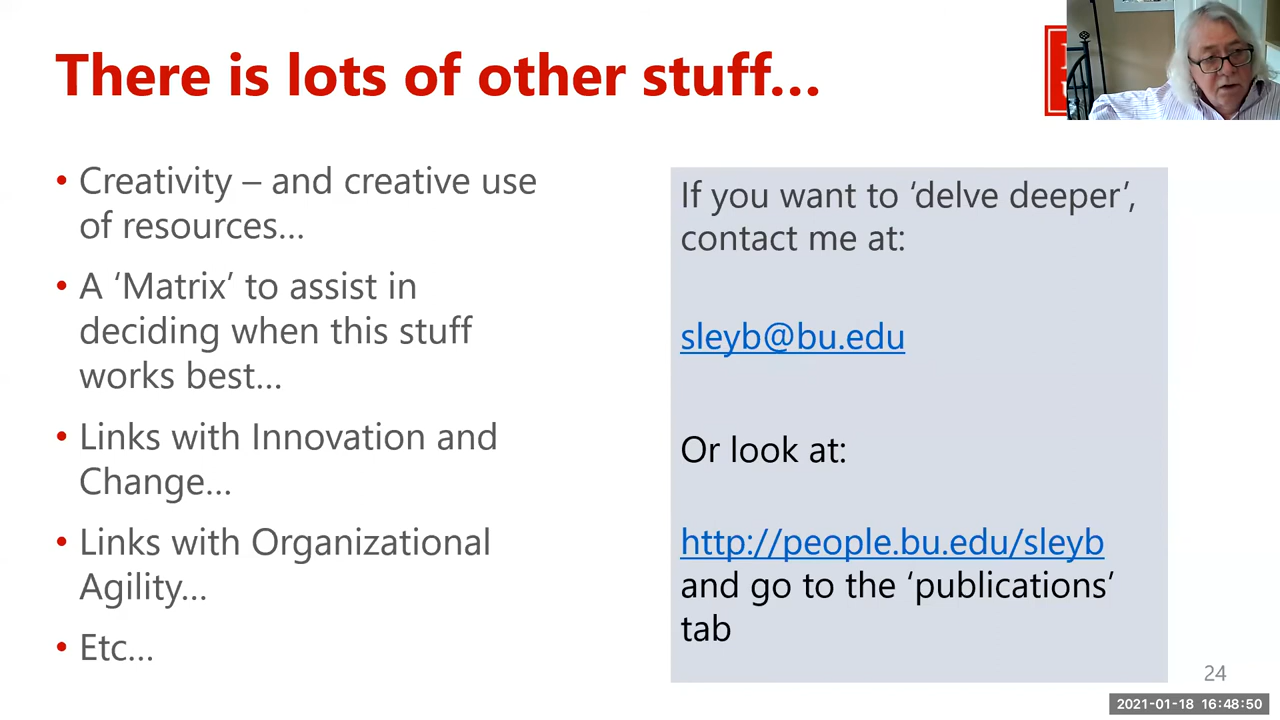 There is lots of other stuff...
• Creativity – and creative use
of resources...
• A ‘Matrix’ to assist in
deciding when this stuff
works best...
• Links with Innovation and
Change...
• Links with Organizational
Agility...
• Etc...
If you want to ‘delve deeper’,
contact me at:
sleyb@bu.edu
Or look at:
http://people.bu.edu/sleyb
and go to the ‘publications’
tab
24
2021-01-18 16:48:50